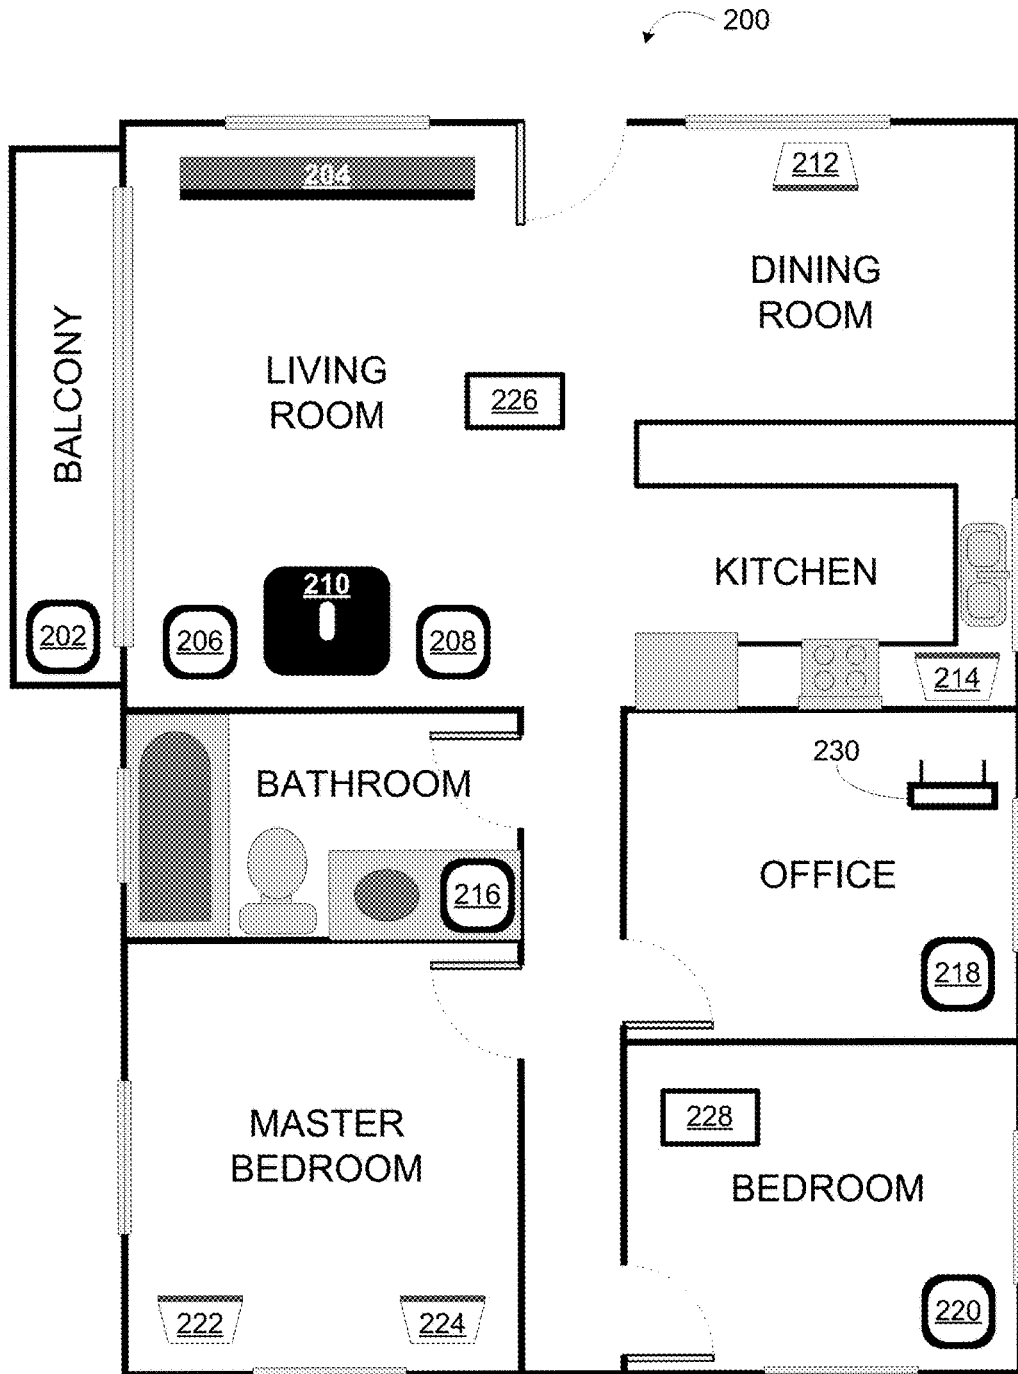 200
204
212
DINING
ROOM
BALCONY
LIVING
ROOM
226
KITCHEN
210
202
206
208
214
230
BATHROOM
OFFICE
216
218
MASTER
BEDROOM
228
BEDROOM
222
224
220